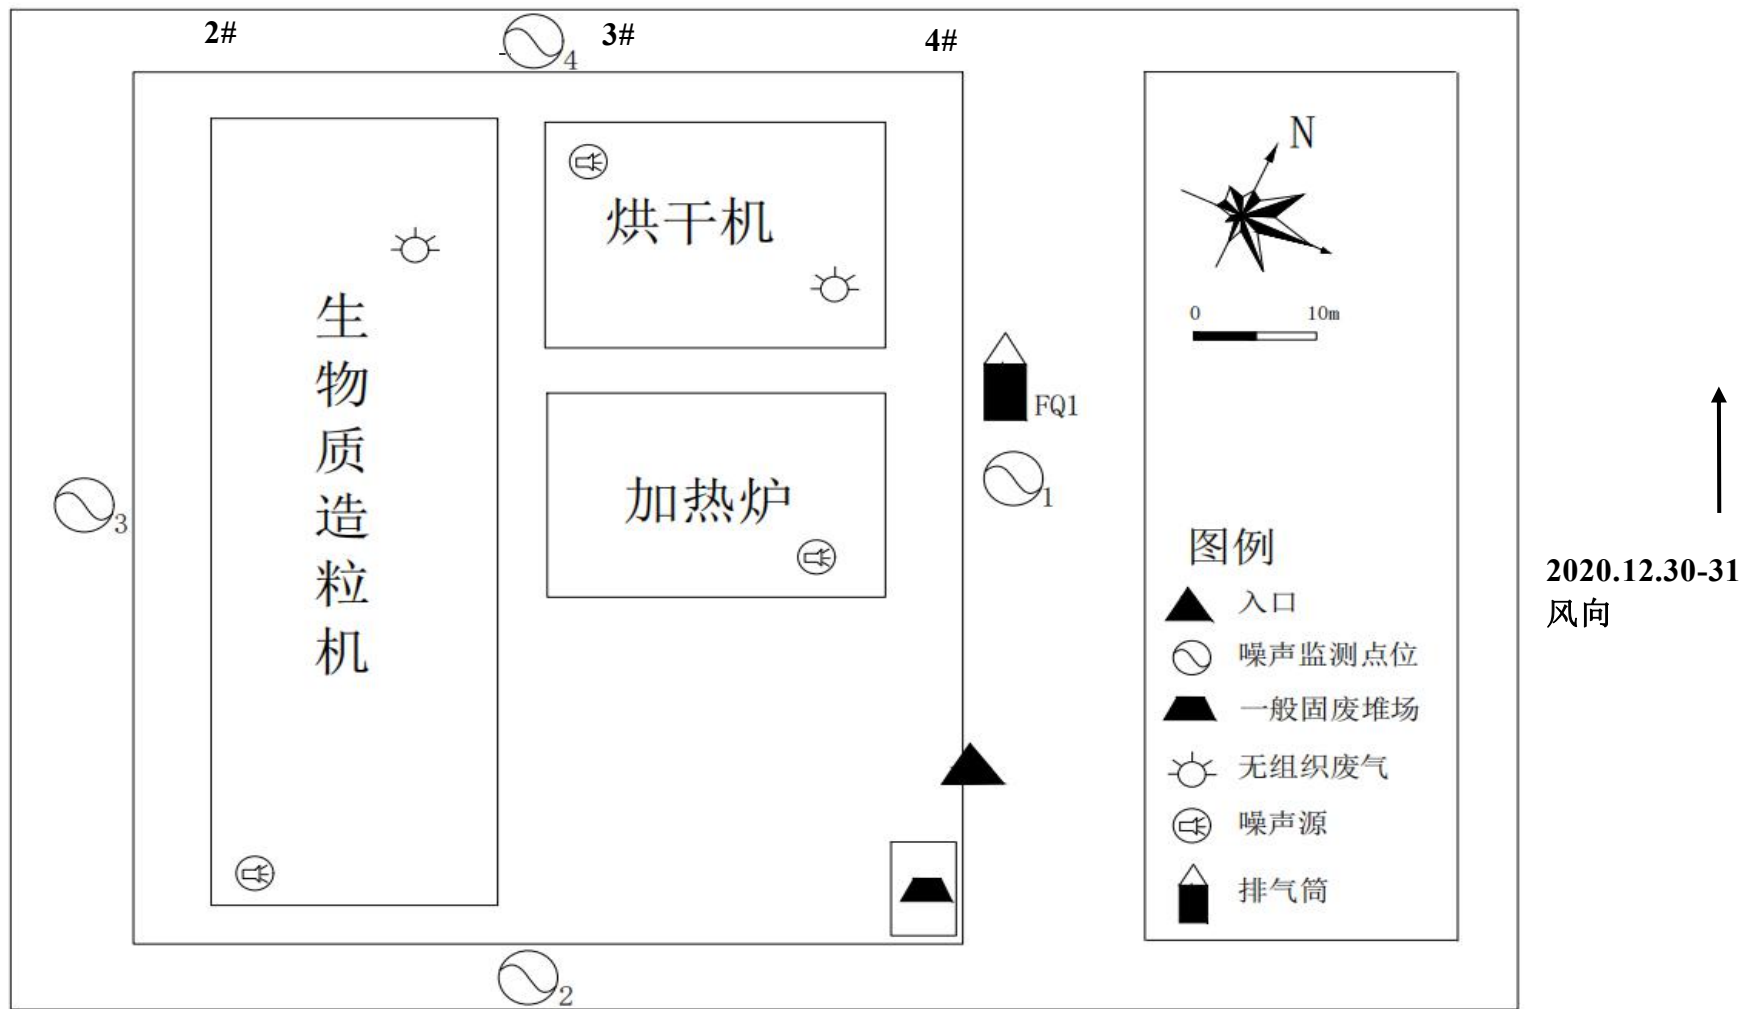 2#
3#
4#
4
N
烘干机
0 10m
生物质造粒机
FQ1
加热炉
1
3
图例
入口
噪声监测点位
一般固废堆场
无组织废气
噪声源
排气筒
2
2020.12.30-31
风向